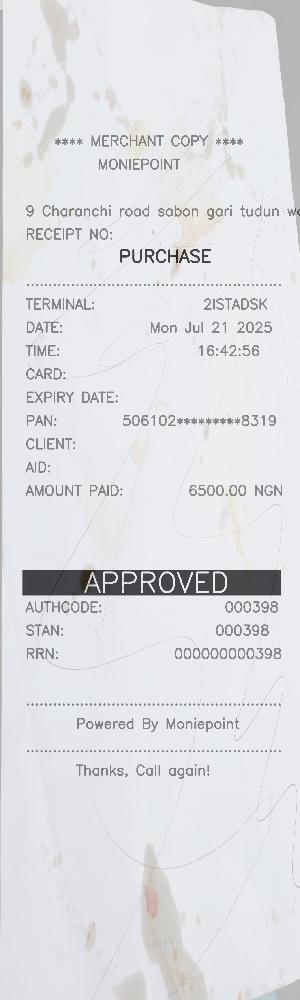 **** MERCHANT COPY ****
MONIEPOINT
9 Charanchi road sabon gari tudun
RECEIPT NO:
PURCHASE
TERMINAL: 2ISTADSK
DATE: Mon Jul 21 2025
TIME: 16:42:56
CARD:
EXPIRY DATE:
PAN: 506102*********8319
CLIENT:
AID:
AMOUNT PAID: 6500.00 NGN
APPROVED
AUTHCODE: 000398
STAN: 000398
RRN: 000000000398
Powered By Moniepoint
Thanks, Call again!